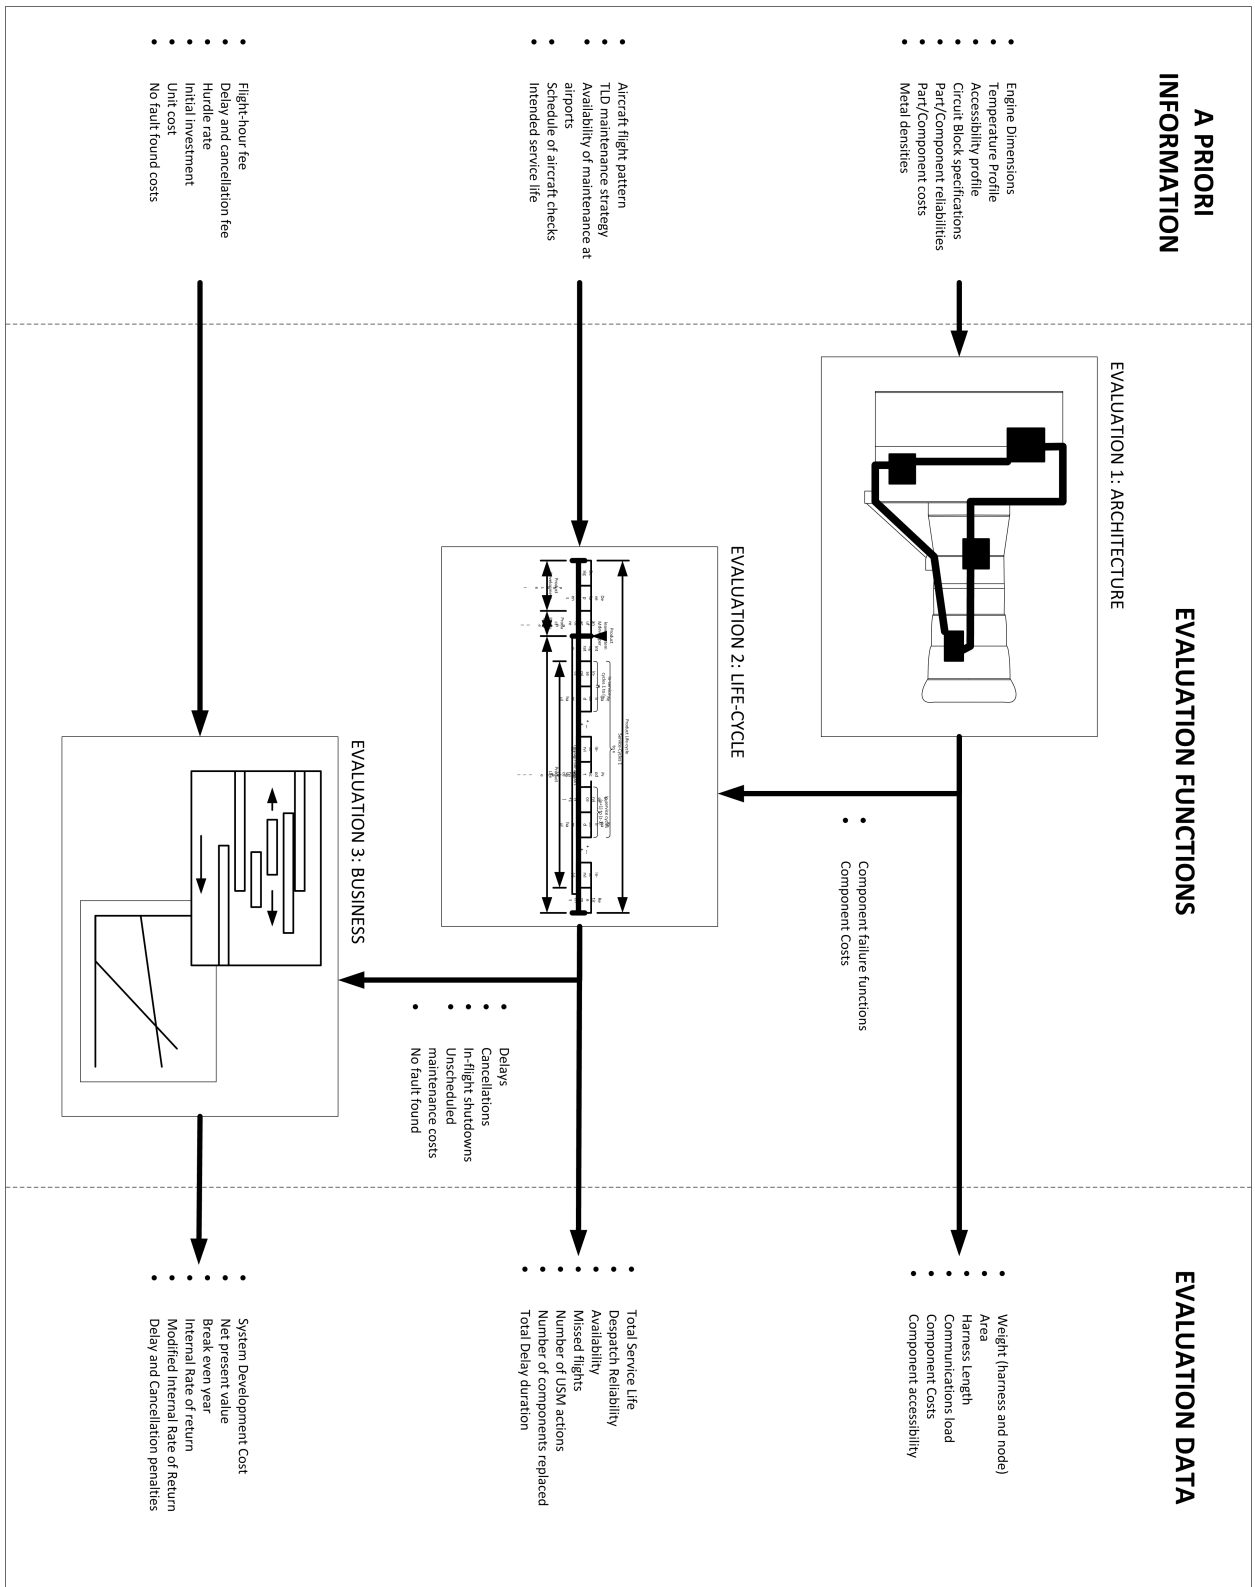 A PRIORI
INFORMATION
EVALUATION FUNCTIONS
EVALUATION DATA
• Engine Dimensions
• Temperature Profile
• Accessibility profile
• Circuit Block specifications
• Part/Component reliabilities
• Part/Component costs
• Metal densities
EVALUATION 1: ARCHITECTURE
• Component failure functions
• Component Costs
• Weight (harness and node)
• Area
• Harness Length
• Communications load
• Component Costs
• Component accessibility
• Aircraft flight pattern
• TLD maintenance strategy
• Availability of maintenance at
airports
• Schedule of aircraft checks
• Intended service life
EVALUATION 2: LIFE-CYCLE
Product Life-cycle
• Delays
• Cancellations
• In-flight shutdowns
• Unscheduled
maintenance costs
• No fault found
• Total Service Life
• Despatch Reliability
• Availability
• Missed flights
• Number of USM actions
• Number of components replaced
• Total Delay duration
• Flight-hour fee
• Delay and cancellation fee
• Hurdle rate
• Initial investment
• Unit cost
• No fault found costs
EVALUATION 3: BUSINESS
• System Development Cost
• Net present value
• Break even year
• Internal Rate of return
• Modified Internal Rate of Return
• Delay and Cancellation penalties